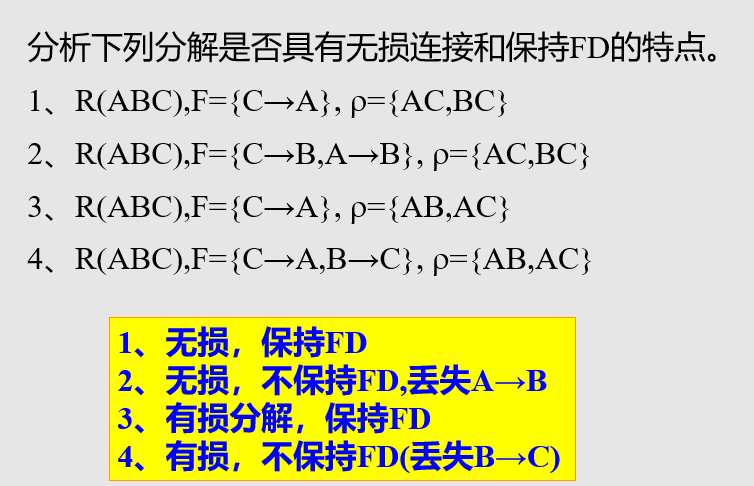 分析下列分解是否具有无损连接和保持FD的特点。
1、R(ABC),F={C→A}, ρ={AC,BC}
2、R(ABC),F={C→B,A→B}, ρ={AC,BC}
3、R(ABC),F={C→A}, ρ={AB,AC}
4、R(ABC),F={C→A,B→C}, ρ={AB,AC}
1、无损，保持FD
2、无损，不保持FD,丢失A→B
3、有损分解，保持FD
4、有损，不保持FD(丢失B→C)